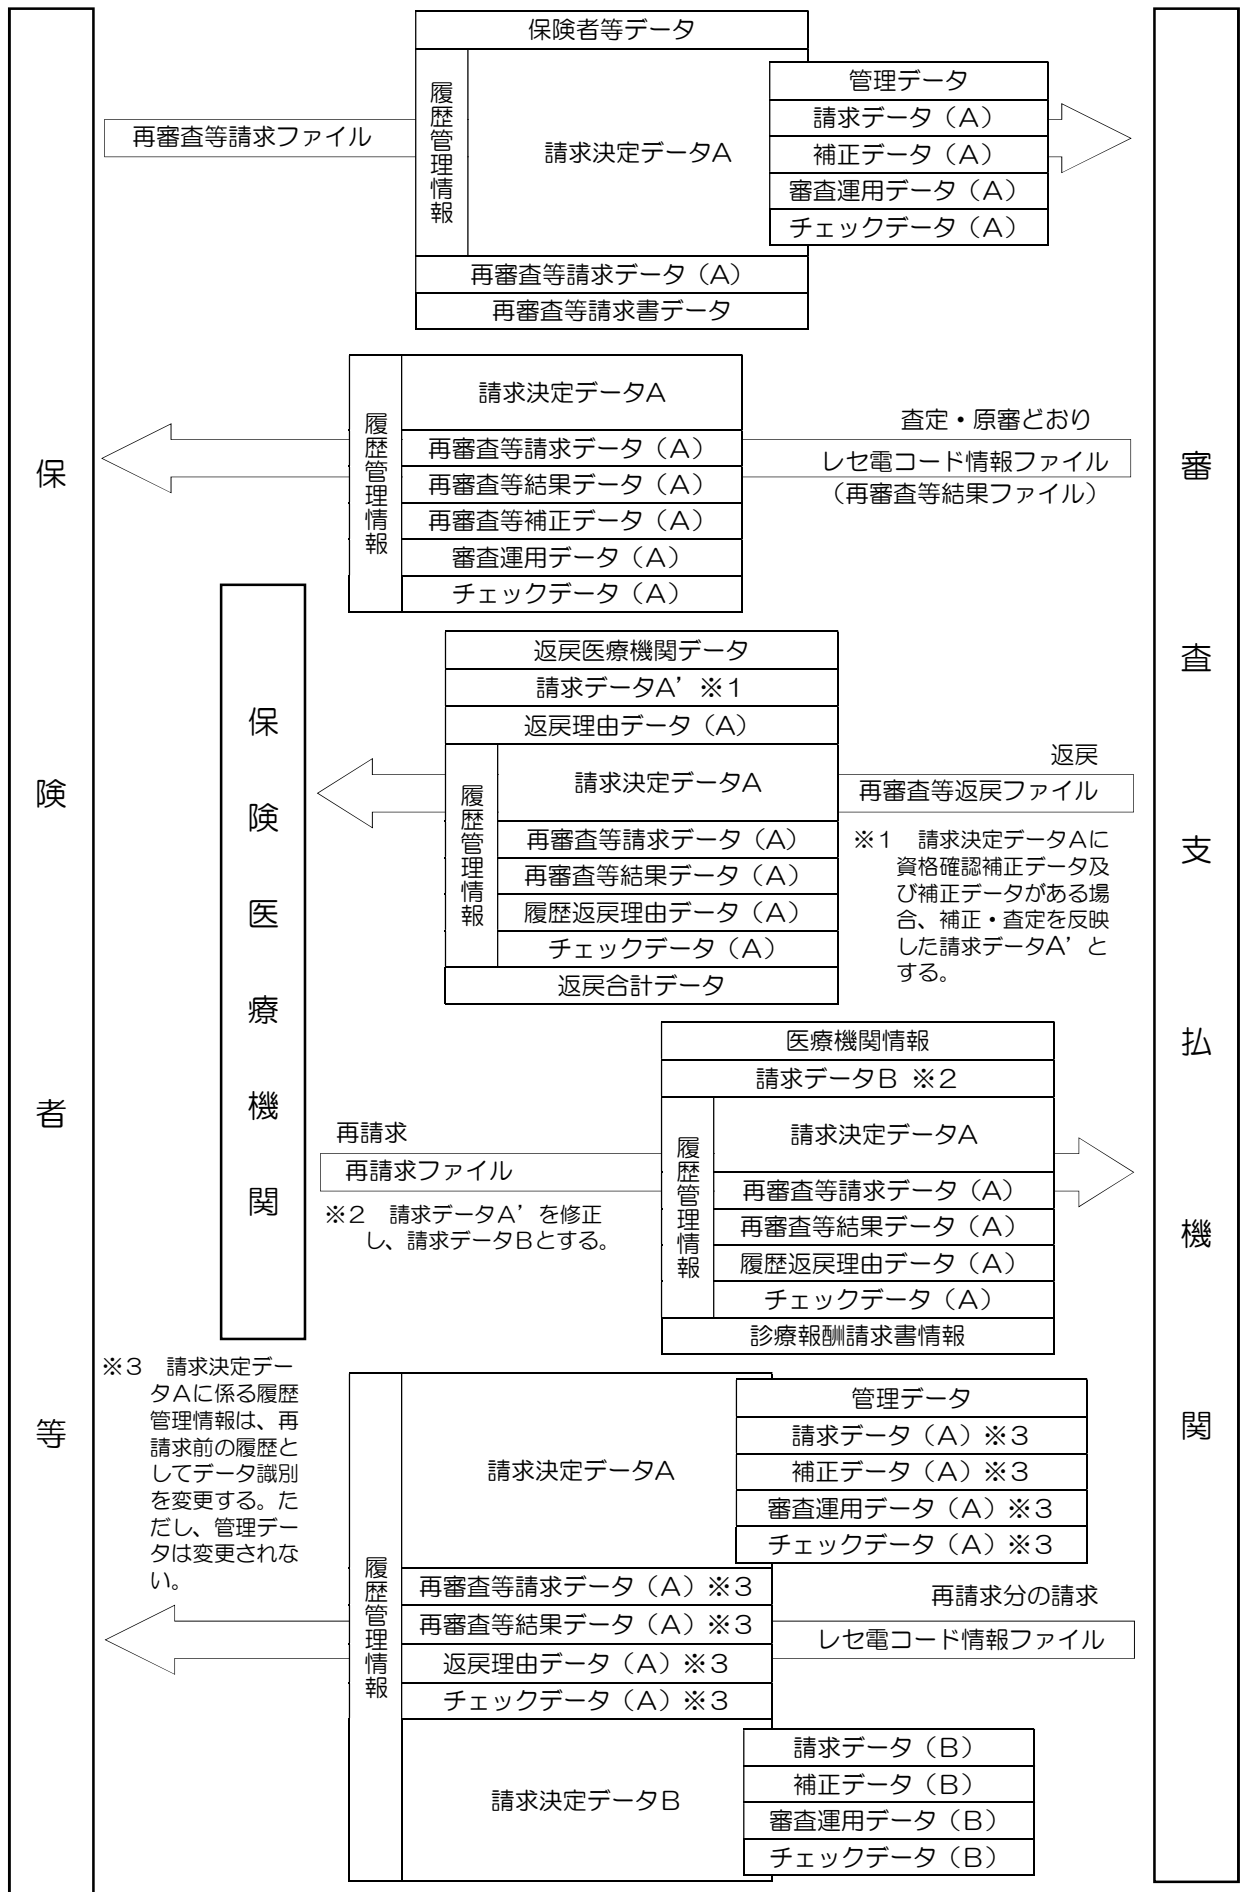 保険者等
審査支払機関
保険医療機関
保険者等データ
履歴管理情報
請求決定データA
管理データ
請求データ（A）
補正データ（A）
審査運用データ（A）
チェックデータ（A）
再審査等請求データ（A）
再審査等請求書データ
再審査等請求ファイル
履歴管理情報
請求決定データA
再審査等請求データ（A）
再審査等結果データ（A）
再審査等補正データ（A）
審査運用データ（A）
チェックデータ（A）
査定・原審どおり
レセ電コード情報ファイル
（再審査等結果ファイル）
返戻医療機関データ
請求データA’ ※1
返戻理由データ（A）
履歴管理情報
請求決定データA
再審査等請求データ（A）
再審査等結果データ（A）
履歴返戻理由データ（A）
チェックデータ（A）
返戻合計データ
返戻
再審査等返戻ファイル
※1　請求決定データAに
資格確認補正データ及
び補正データがある場
合、補正・査定を反映
した請求データA’と
する。
医療機関情報
請求データB ※2
履歴管理情報
請求決定データA
再審査等請求データ（A）
再審査等結果データ（A）
履歴返戻理由データ（A）
チェックデータ（A）
診療報酬請求書情報
再請求
再請求ファイル
※2　請求データA’を修正
し、請求データBとする。
※3　請求決定デー
タAに係る履歴
管理情報は、再
請求前の履歴と
してデータ識別
を変更する。た
だし、管理デー
タは変更されな
い。
履歴管理情報
請求決定データA
管理データ
請求データ（A）※3
補正データ（A）※3
審査運用データ（A）※3
チェックデータ（A）※3
再審査等請求データ（A）※3
再審査等結果データ（A）※3
返戻理由データ（A）※3
チェックデータ（A）※3
再請求分の請求
レセ電コード情報ファイル
請求決定データB
請求データ（B）
補正データ（B）
審査運用データ（B）
チェックデータ（B）